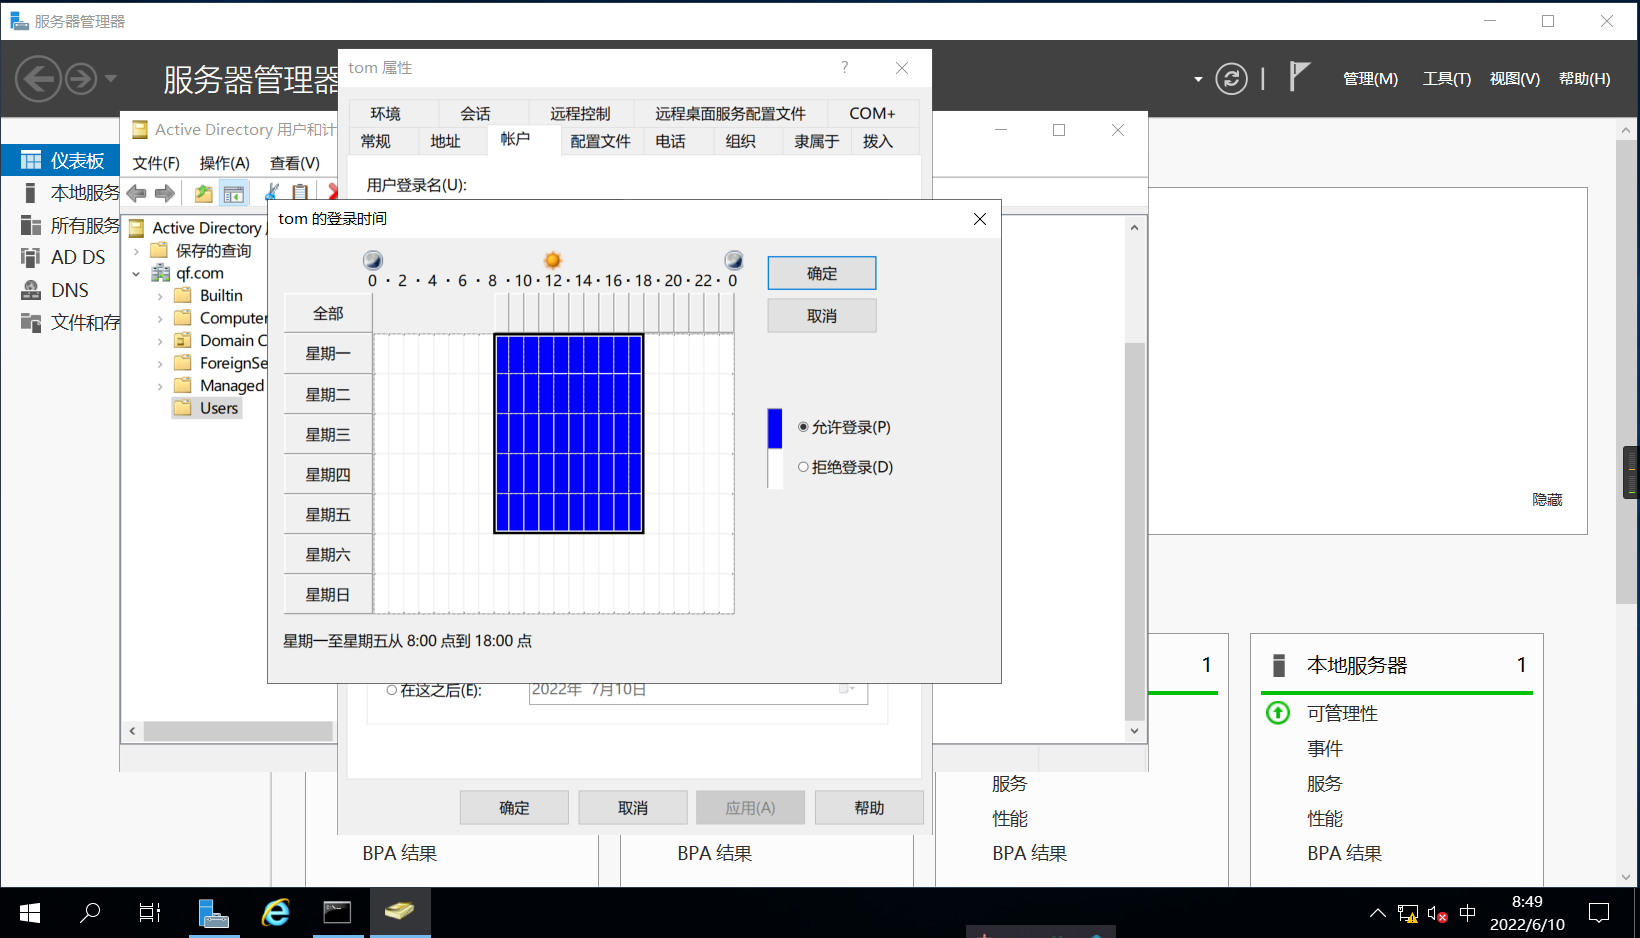 服务器管理器
服务器管理器
管理(M) 工具(T) 视图(V) 帮助(H)
仪表板
本地服务
所有服务
AD DS
DNS
文件和存
Active Directory 用户和计
文件(F) 操作(A) 查看(V)
Active Directory
保存的查询
qf.com
Builtin
Computer
Domain C
ForeignSe
Managed
Users
tom 属性
环境 会话 远程控制 远程桌面服务配置文件 COM+
常规 地址 帐户 配置文件 电话 组织 隶属于 拨入
用户登录名(U):
tom 的登录时间
0 · 2 · 4 · 6 · 8 · 10 · 12 · 14 · 16 · 18 · 20 · 22 · 0
全部
星期一
星期二
星期三
星期四
星期五
星期六
星期日
确定
取消
允许登录(P)
拒绝登录(D)
星期一至星期五从 8:00 点到 18:00 点
在这之后(E): 2022年 7月10日
确定 取消 应用(A) 帮助
隐藏
1
服务
性能
BPA 结果
BPA 结果
BPA 结果
本地服务器 1
可管理性
事件
服务
性能
BPA 结果
中
8:49
2022/6/10